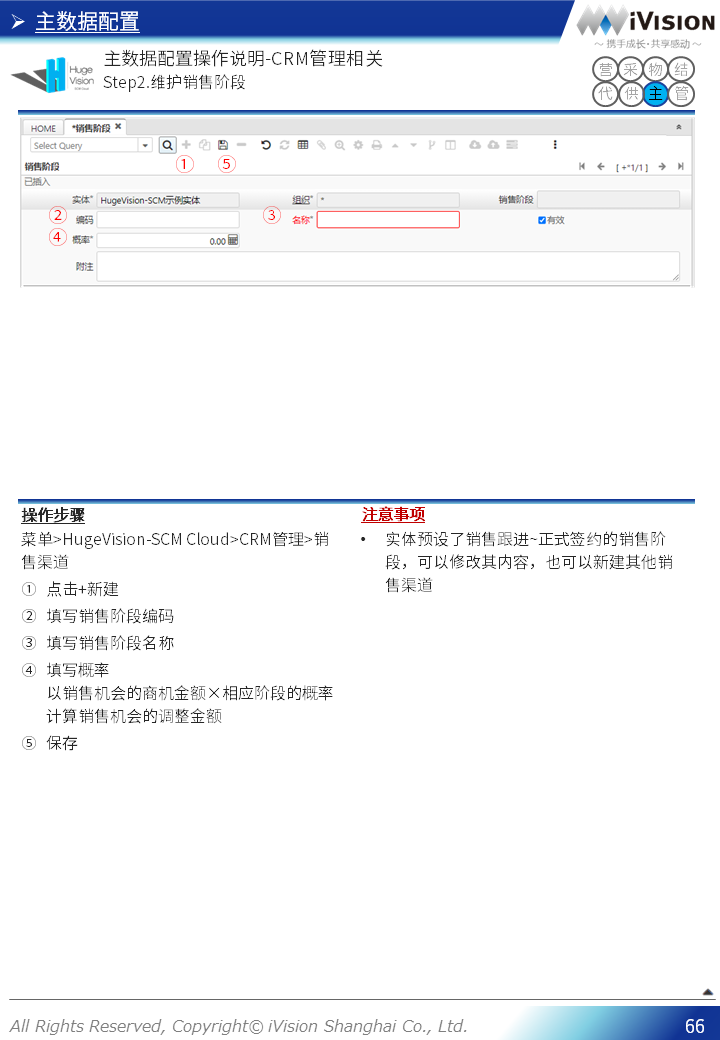 主数据配置
iVision
～ 携手成长·共享感动 ～
Huge
Vision
主数据配置操作说明-CRM管理相关
Step2.维护销售阶段
营 采 物 结
代 供 主 管
HOME *销售阶段
Select Query
① ⑤
销售阶段 [ +*1/1 ]
已插入
实体* HugeVision-SCM示例实体 组织* * 销售阶段
② 编码 ③ 名称* 有效
④ 概率* 0.00
附注
操作步骤
菜单>HugeVision-SCM Cloud>CRM管理>销
售渠道
① 点击+新建
② 填写销售阶段编码
③ 填写销售阶段名称
④ 填写概率
以销售机会的商机金额×相应阶段的概率
计算销售机会的调整金额
⑤ 保存
注意事项
• 实体预设了销售跟进~正式签约的销售阶
段，可以修改其内容，也可以新建其他销
售渠道
All Rights Reserved, Copyright© iVision Shanghai Co., Ltd.
66